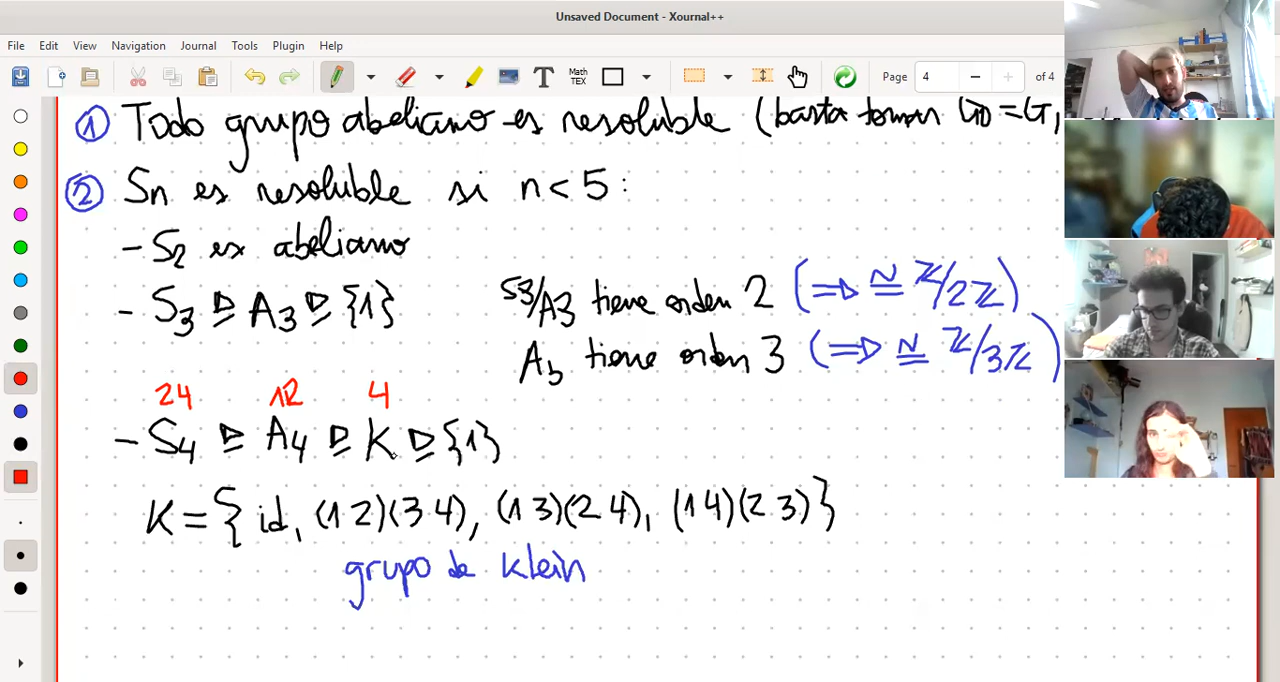 Unsaved Document - Xournal++
File Edit View Navigation Journal Tools Plugin Help
T Math TEX Page 4 of 4
① Todo grupo abeliano es resoluble (basta tomar G0 = G,
② Sn es resoluble si n < 5 :
- S2 es abeliano
- S3 ⊵ A3 ⊵ {1} S3/A3 tiene orden 2 (⇒ ≅ ℤ/2ℤ)
A3 tiene orden 3 (⇒ ≅ ℤ/3ℤ)
24 12 4
- S4 ⊵ A4 ⊵ K ⊵ {1}
K = { id, (1 2)(3 4), (1 3)(2 4), (1 4)(2 3) }
grupo de Klein